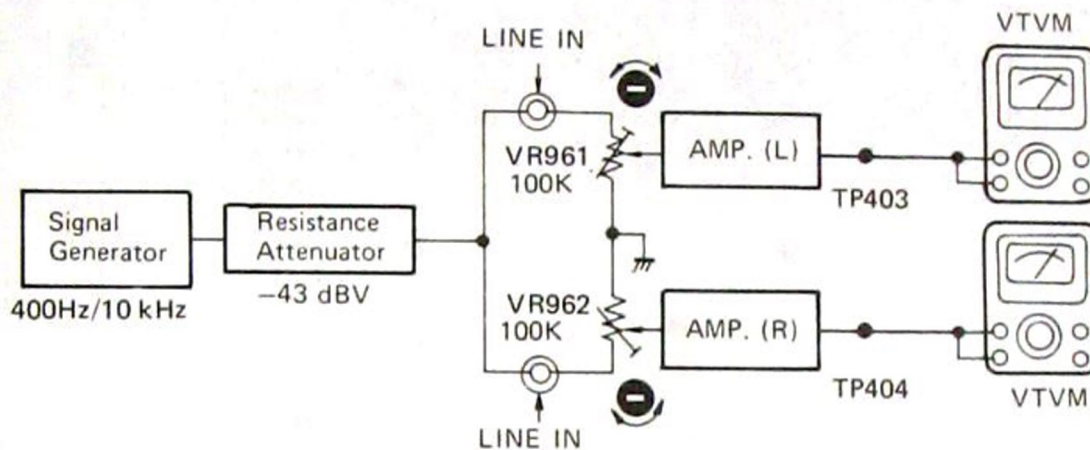 VTVM
LINE IN
VR961
100K
AMP. (L)
TP403
Signal
Generator
400Hz/10 kHz
Resistance
Attenuator
−43 dBV
VR962
100K
AMP. (R)
TP404
VTVM
LINE IN